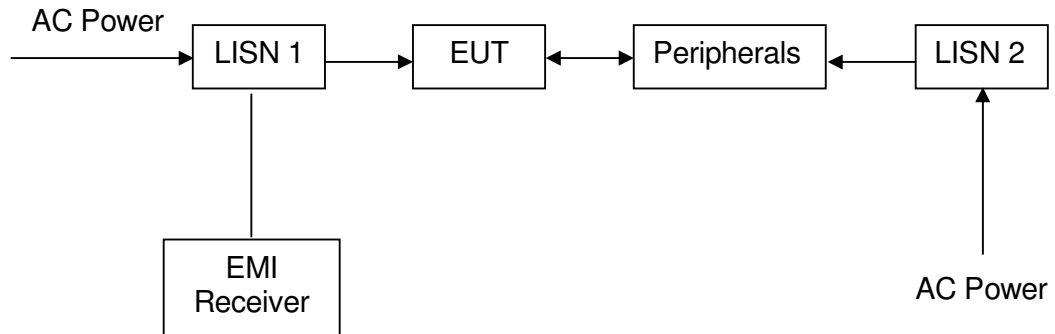 AC Power
LISN 1
EUT
Peripherals
LISN 2
EMI
Receiver
AC Power